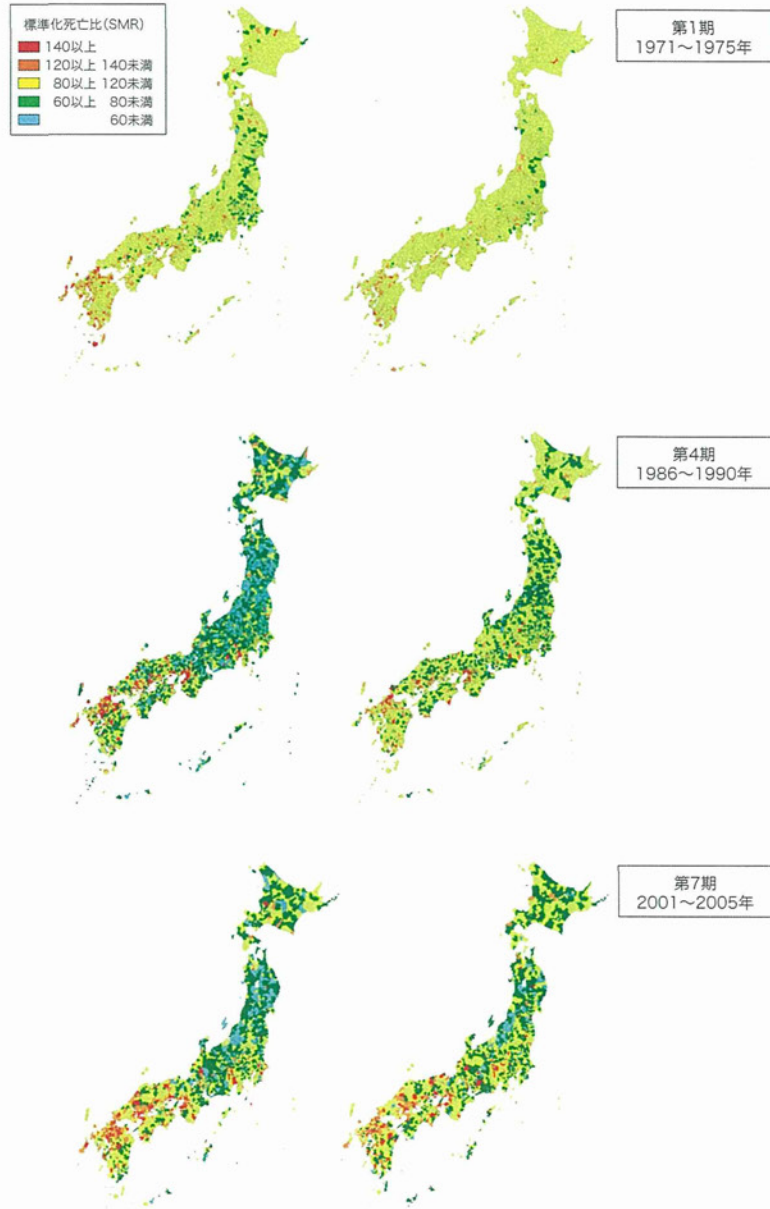 標準化死亡比(SMR)
140以上
120以上 140未満
80以上 120未満
60以上 80未満
60未満
第1期
1971〜1975年
第4期
1986〜1990年
第7期
2001〜2005年